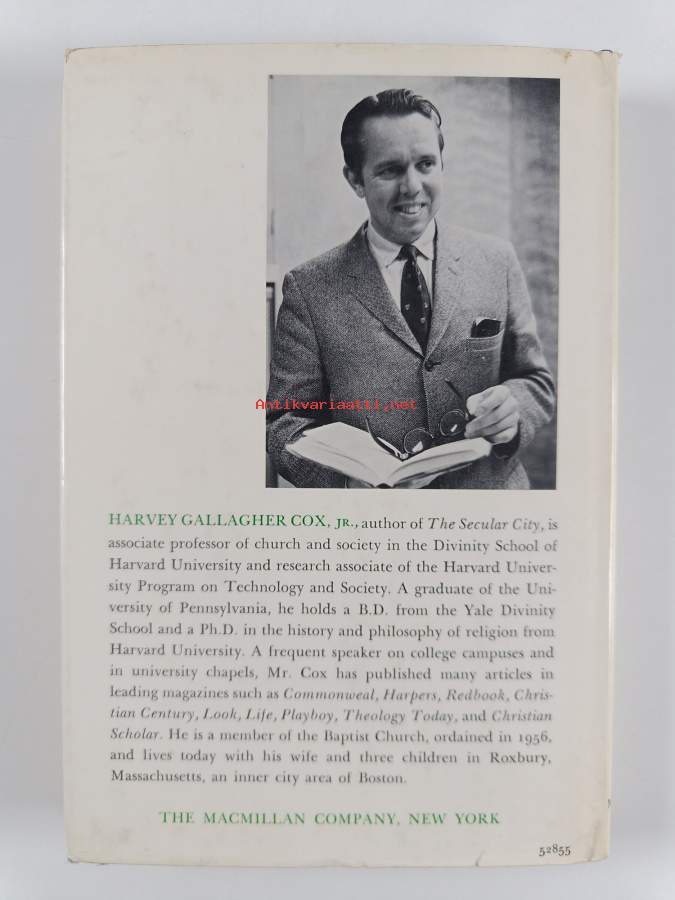 Antikvariaatti.net
HARVEY GALLAGHER COX, JR., author of The Secular City, is
associate professor of church and society in the Divinity School of
Harvard University and research associate of the Harvard Univer-
sity Program on Technology and Society. A graduate of the Uni-
versity of Pennsylvania, he holds a B.D. from the Yale Divinity
School and a Ph.D. in the history and philosophy of religion from
Harvard University. A frequent speaker on college campuses and
in university chapels, Mr. Cox has published many articles in
leading magazines such as Commonweal, Harpers, Redbook, Chris-
tian Century, Look, Life, Playboy, Theology Today, and Christian
Scholar. He is a member of the Baptist Church, ordained in 1956,
and lives today with his wife and three children in Roxbury,
Massachusetts, an inner city area of Boston.
THE MACMILLAN COMPANY, NEW YORK
52855